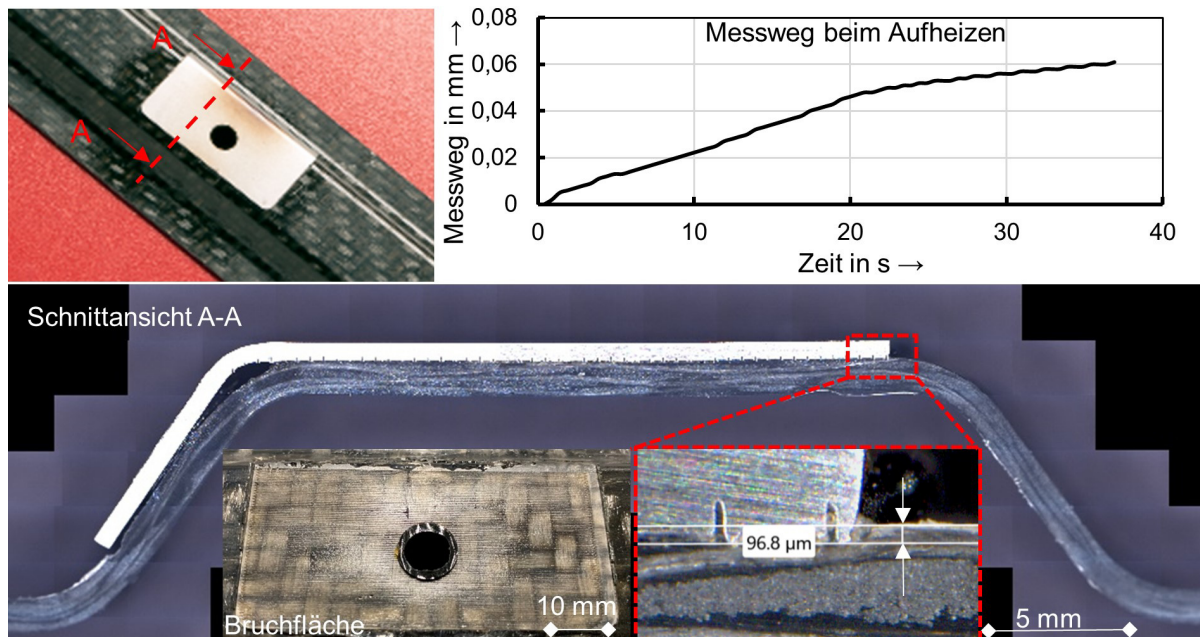 A
A
Messweg beim Aufheizen
Messweg in mm →
0,08
0,06
0,04
0,02
0
0
10
20
30
40
Zeit in s →
Schnittansicht A-A
Bruchfläche
10 mm
96.8 µm
5 mm